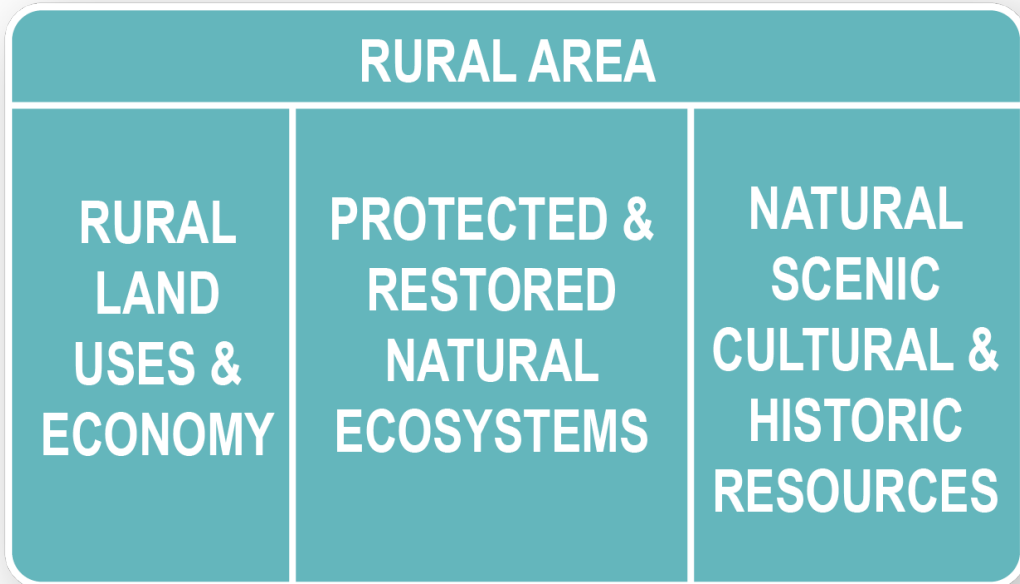 RURAL AREA
RURAL
LAND
USES &
ECONOMY
PROTECTED &
RESTORED
NATURAL
ECOSYSTEMS
NATURAL
SCENIC
CULTURAL &
HISTORIC
RESOURCES